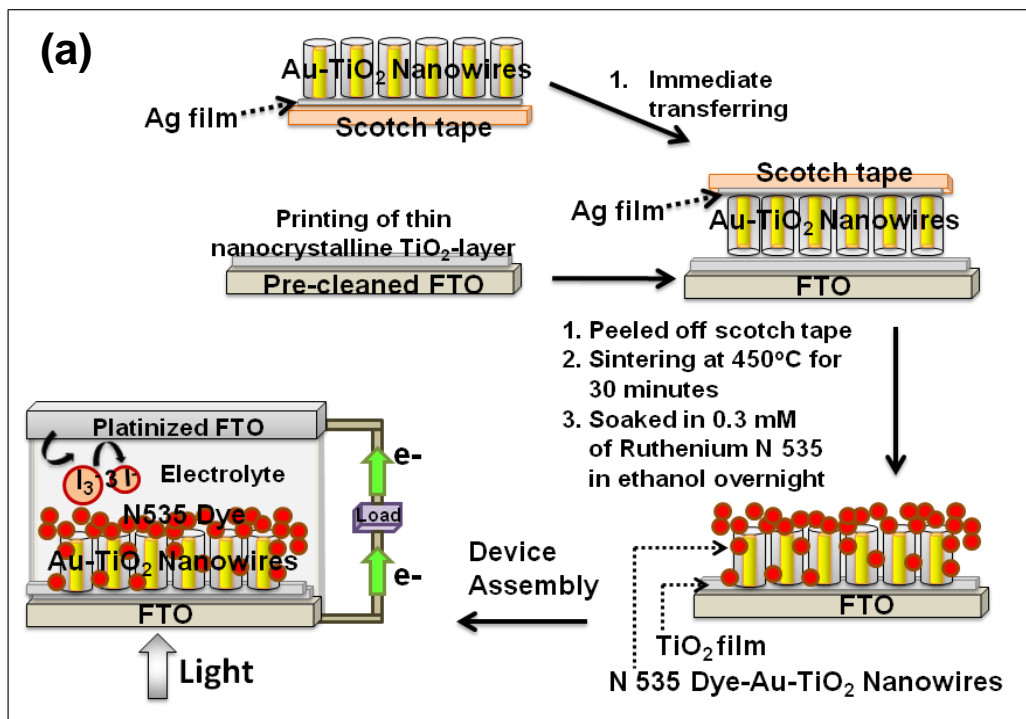 (a)
Au-TiO₂ Nanowires
Ag film
Scotch tape
1. Immediate
transferring
Scotch tape
Ag film
Au-TiO₂ Nanowires
FTO
Printing of thin
nanocrystalline TiO₂-layer
Pre-cleaned FTO
1. Peeled off scotch tape
2. Sintering at 450°C for
30 minutes
3. Soaked in 0.3 mM
of Ruthenium N 535
in ethanol overnight
FTO
TiO₂ film
N 535 Dye-Au-TiO₂ Nanowires
Device
Assembly
Platinized FTO
I₃⁻ 3 I⁻
Electrolyte
N535 Dye
Au-TiO₂ Nanowires
FTO
e-
Load
e-
Light